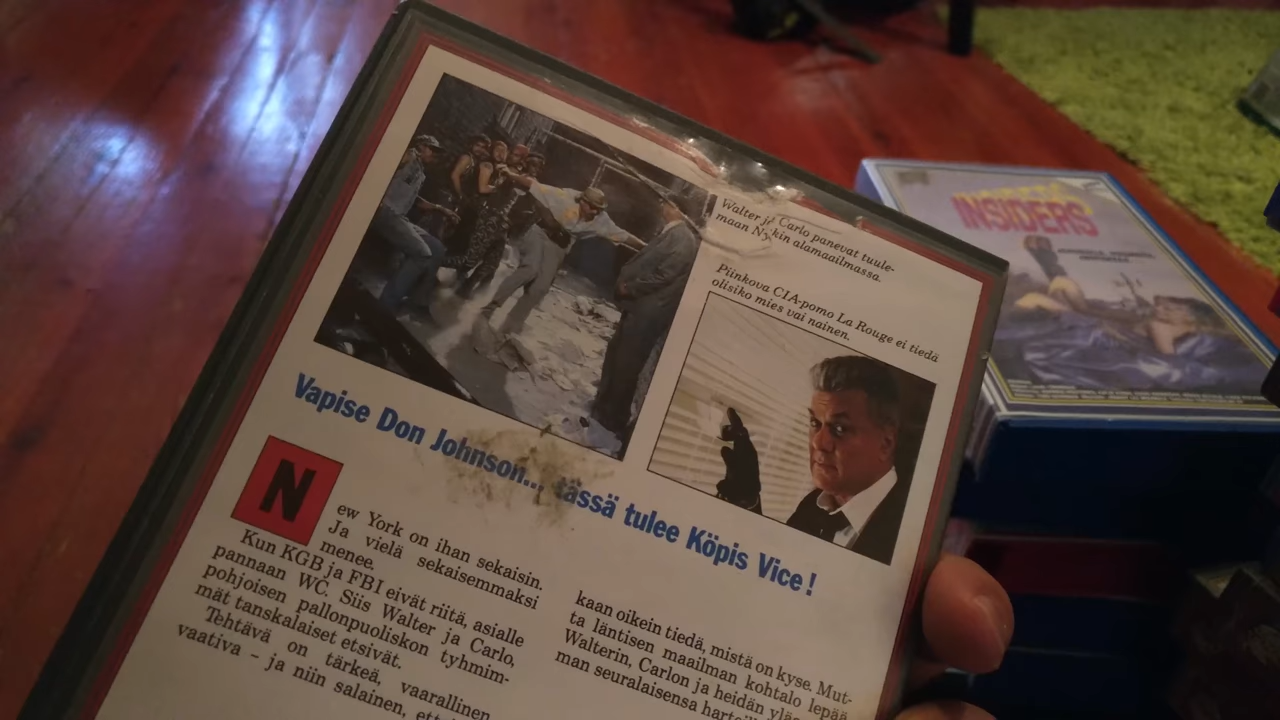 Walter ja Carlo panevat tuule-
maan Ny kin alamaailmassa.
Piinkova CIA-pomo La Rouge ei tiedä
olisiko mies vai nainen.
Vapise Don Johnson... tässä tulee Köpis Vice!
New York on ihan sekaisin.
Ja vielä sekaisemmaksi
menee.
Kun KGB ja FBI eivät riitä, asialle
pannaan WC. Siis Walter ja Carlo,
pohjoisen pallonpuoliskon tyhmim-
mät tanskalaiset etsivät.
Tehtävä on tärkeä, vaarallinen
vaativa – ja niin salainen, ett
kaan oikein tiedä, mistä on kyse. Mut-
ta läntisen maailman kohtalo lepää
Walterin, Carlon ja heidän ylä
man seuralaisensa
INSIDERS